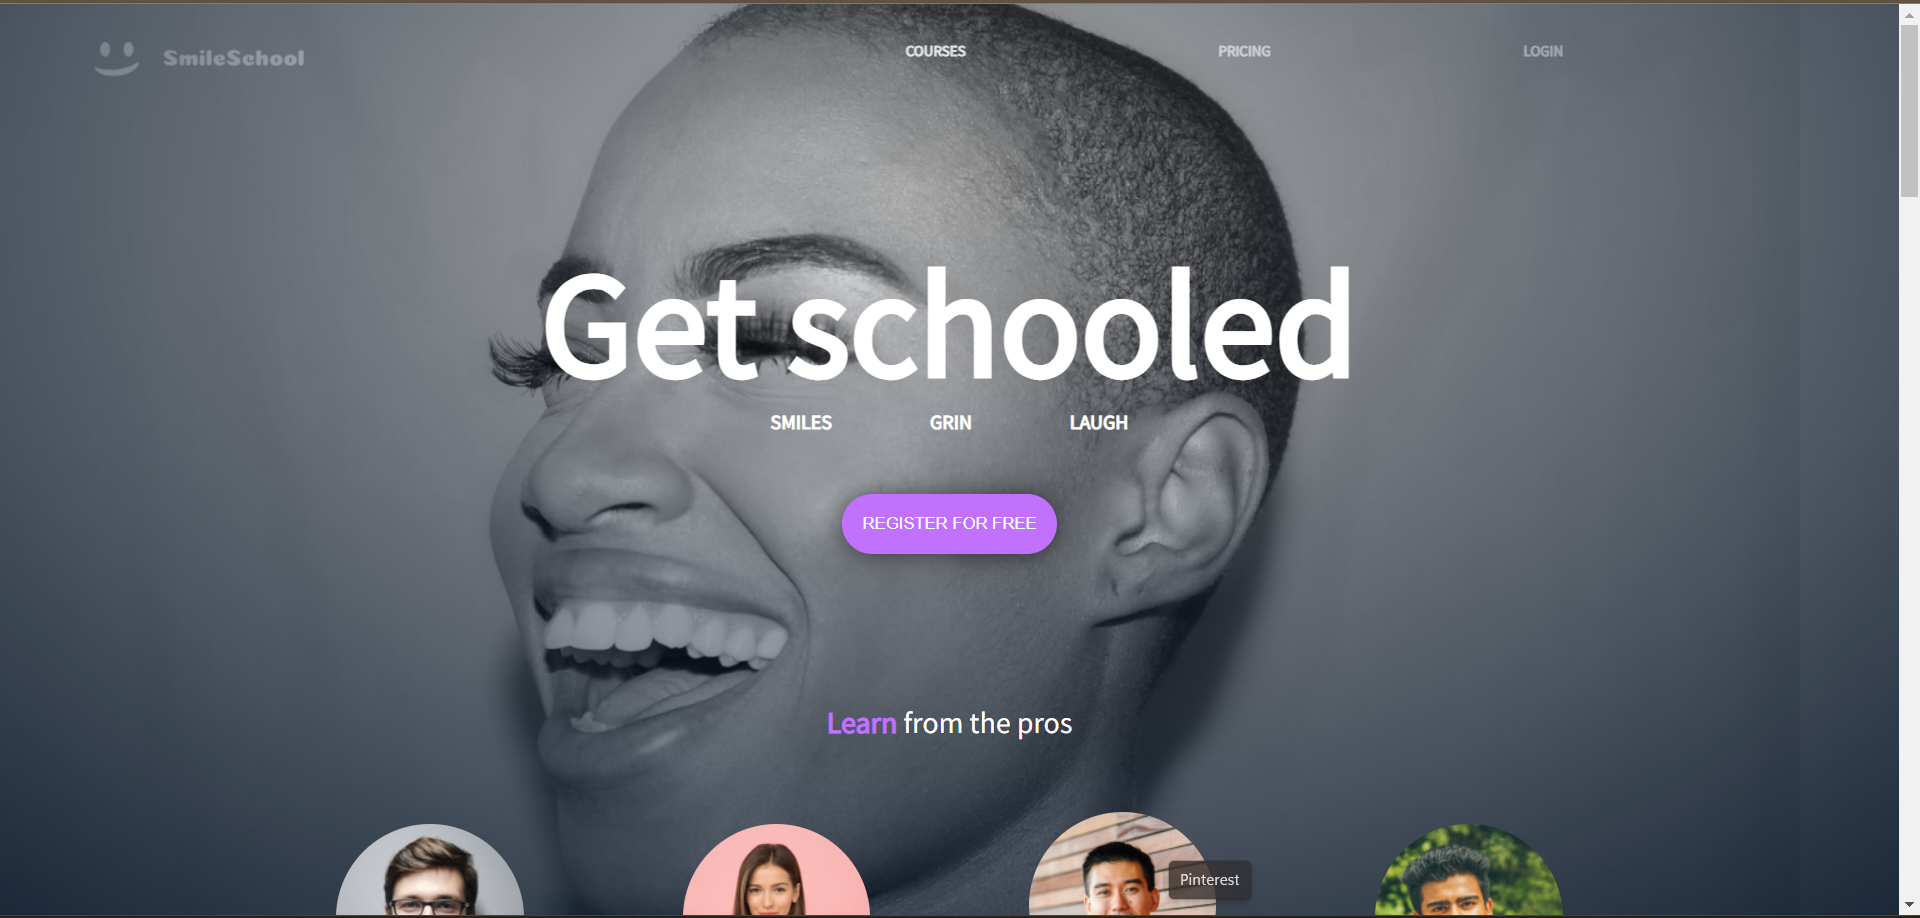 SmileSchool
COURSES
PRICING
LOGIN
Get schooled
SMILES
GRIN
LAUGH
REGISTER FOR FREE
Learn from the pros
Pinterest